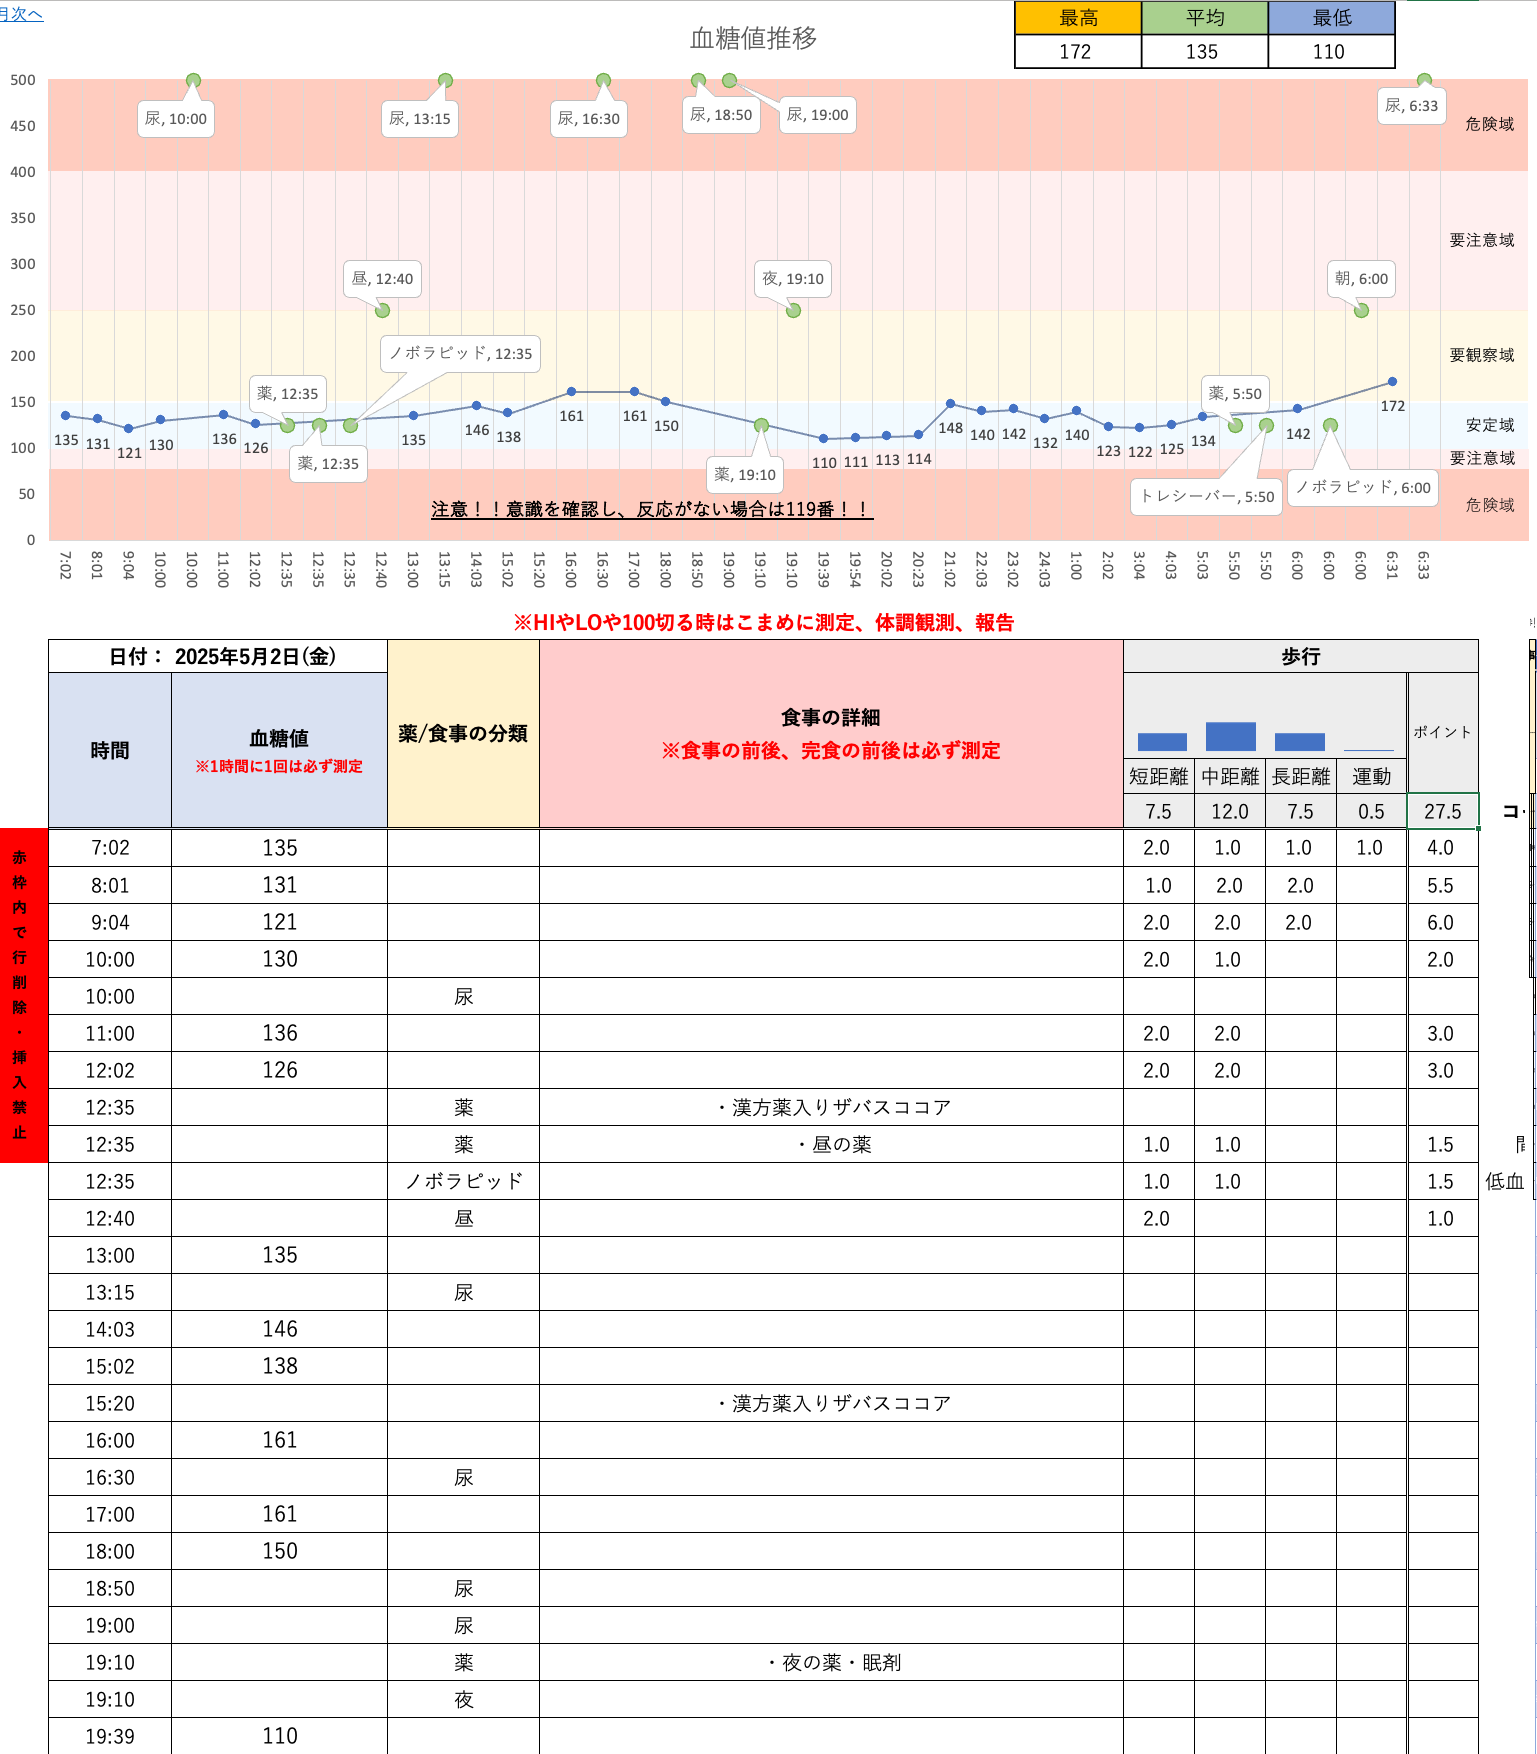 月次へ
最高 平均 最低
172 135 110
血糖値推移
500
450
400
350
300
250
200
150
100
50
0
尿, 10:00
尿, 13:15
尿, 16:30
尿, 18:50
尿, 19:00
尿, 6:33
危険域
要注意域
昼, 12:40
夜, 19:10
朝, 6:00
要観察域
ノボラピッド, 12:35
薬, 12:35
薬, 5:50
安定域
135 131 121 130 136 126 135 146 138 161 161 150 110 111 113 114 148 140 142 132 140 123 122 125 134 142 172
薬, 12:35
薬, 19:10
要注意域
トレシーバー, 5:50
ノボラピッド, 6:00
注意！！意識を確認し、反応がない場合は119番！！
危険域
7:02 8:01 9:04 10:00 10:00 11:00 12:02 12:35 12:35 12:35 12:40 13:00 13:15 14:03 15:02 15:20 16:00 16:30 17:00 18:00 18:50 19:00 19:10 19:10 19:39 19:54 20:02 20:23 21:02 22:03 23:02 24:03 1:00 2:02 3:04 4:03 5:03 5:50 5:50 6:00 6:00 6:00 6:31 6:33
※HIやLOや100切る時はこまめに測定、体調観測、報告
日付： 2025年5月2日(金)
歩行
時間
血糖値
※1時間に1回は必ず測定
薬/食事の分類
食事の詳細
※食事の前後、完食の前後は必ず測定
ポイント
短距離 中距離 長距離 運動
7.5 12.0 7.5 0.5 27.5
赤枠内で行削除・挿入禁止
7:02 135 2.0 1.0 1.0 1.0 4.0
8:01 131 1.0 2.0 2.0 5.5
9:04 121 2.0 2.0 2.0 6.0
10:00 130 2.0 1.0 2.0
10:00 尿
11:00 136 2.0 2.0 3.0
12:02 126 2.0 2.0 3.0
12:35 薬 ・漢方薬入りザバスココア
12:35 薬 ・昼の薬 1.0 1.0 1.5
12:35 ノボラピッド 1.0 1.0 1.5 低血
12:40 昼 2.0 1.0
13:00 135
13:15 尿
14:03 146
15:02 138
15:20 ・漢方薬入りザバスココア
16:00 161
16:30 尿
17:00 161
18:00 150
18:50 尿
19:00 尿
19:10 薬 ・夜の薬・眠剤
19:10 夜
19:39 110